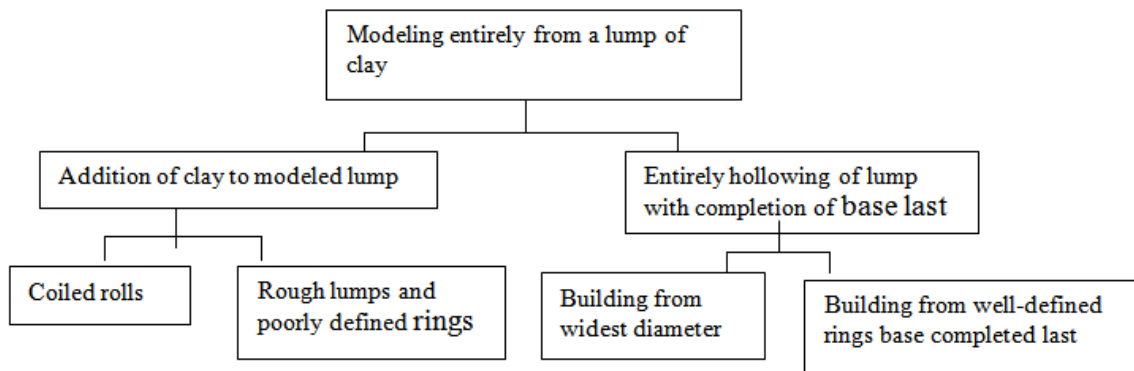 Modeling entirely from a lump of
clay
Addition of clay to modeled lump
Entirely hollowing of lump
with completion of base last
Coiled rolls
Rough lumps and
poorly defined rings
Building from
widest diameter
Building from well-defined
rings base completed last